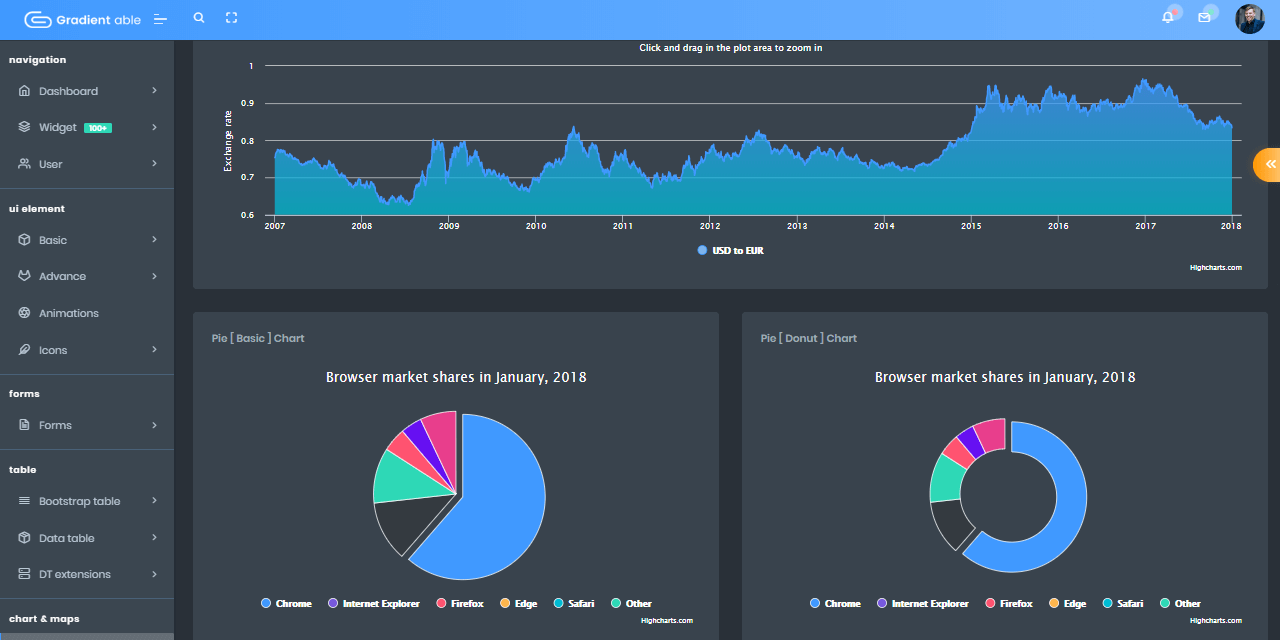 Gradient able
navigation
Dashboard
Widget 100+
User
ui element
Basic
Advance
Animations
Icons
forms
Forms
table
Bootstrap table
Data table
DT extensions
chart & maps
Click and drag in the plot area to zoom in
Exchange rate
1
0.9
0.8
0.7
0.6
2007 2008 2009 2010 2011 2012 2013 2014 2015 2016 2017 2018
USD to EUR
Highcharts.com
Pie [ Basic ] Chart
Browser market shares in January, 2018
Chrome Internet Explorer Firefox Edge Safari Other
Highcharts.com
Pie [ Donut ] Chart
Browser market shares in January, 2018
Chrome Internet Explorer Firefox Edge Safari Other
Highcharts.com